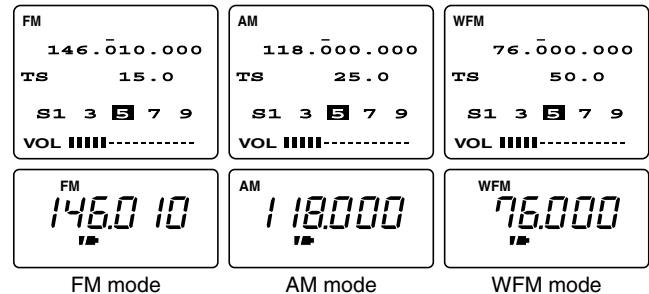 FM
146.010.000
TS 15.0
S1 3 5 7 9
VOL
AM
118.000.000
TS 25.0
S1 3 5 7 9
VOL
WFM
76.000.000
TS 50.0
S1 3 5 7 9
VOL
FM
146.010
AM
118.000
WFM
76.000
FM mode
AM mode
WFM mode